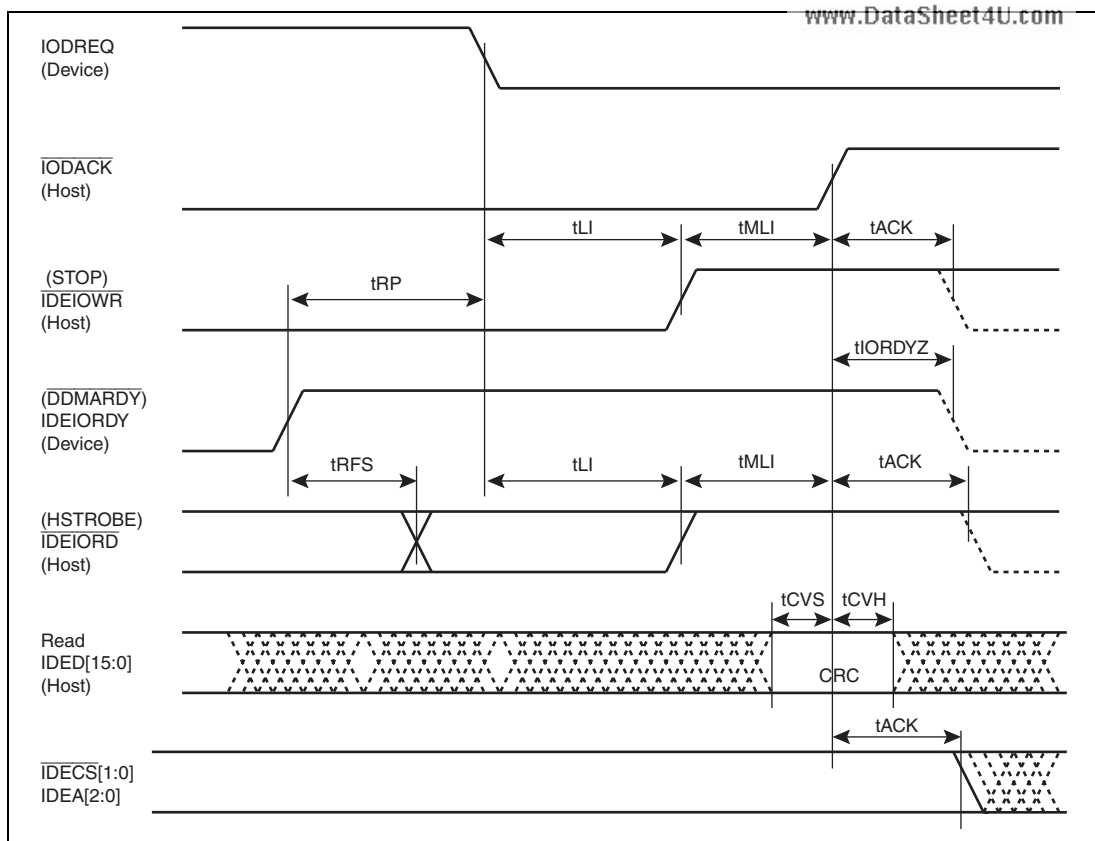 www.DataSheet4U.com
IODREQ
(Device)
IODACK
(Host)
tLI
tMLI
tACK
(STOP)
IDEIOWR
(Host)
tRP
tIORDYZ
(DDMARDY)
IDEIORDY
(Device)
tRFS
tLI
tMLI
tACK
(HSTROBE)
IDEIORD
(Host)
tCVS
tCVH
Read
IDED[15:0]
(Host)
CRC
tACK
IDECS[1:0]
IDEA[2:0]